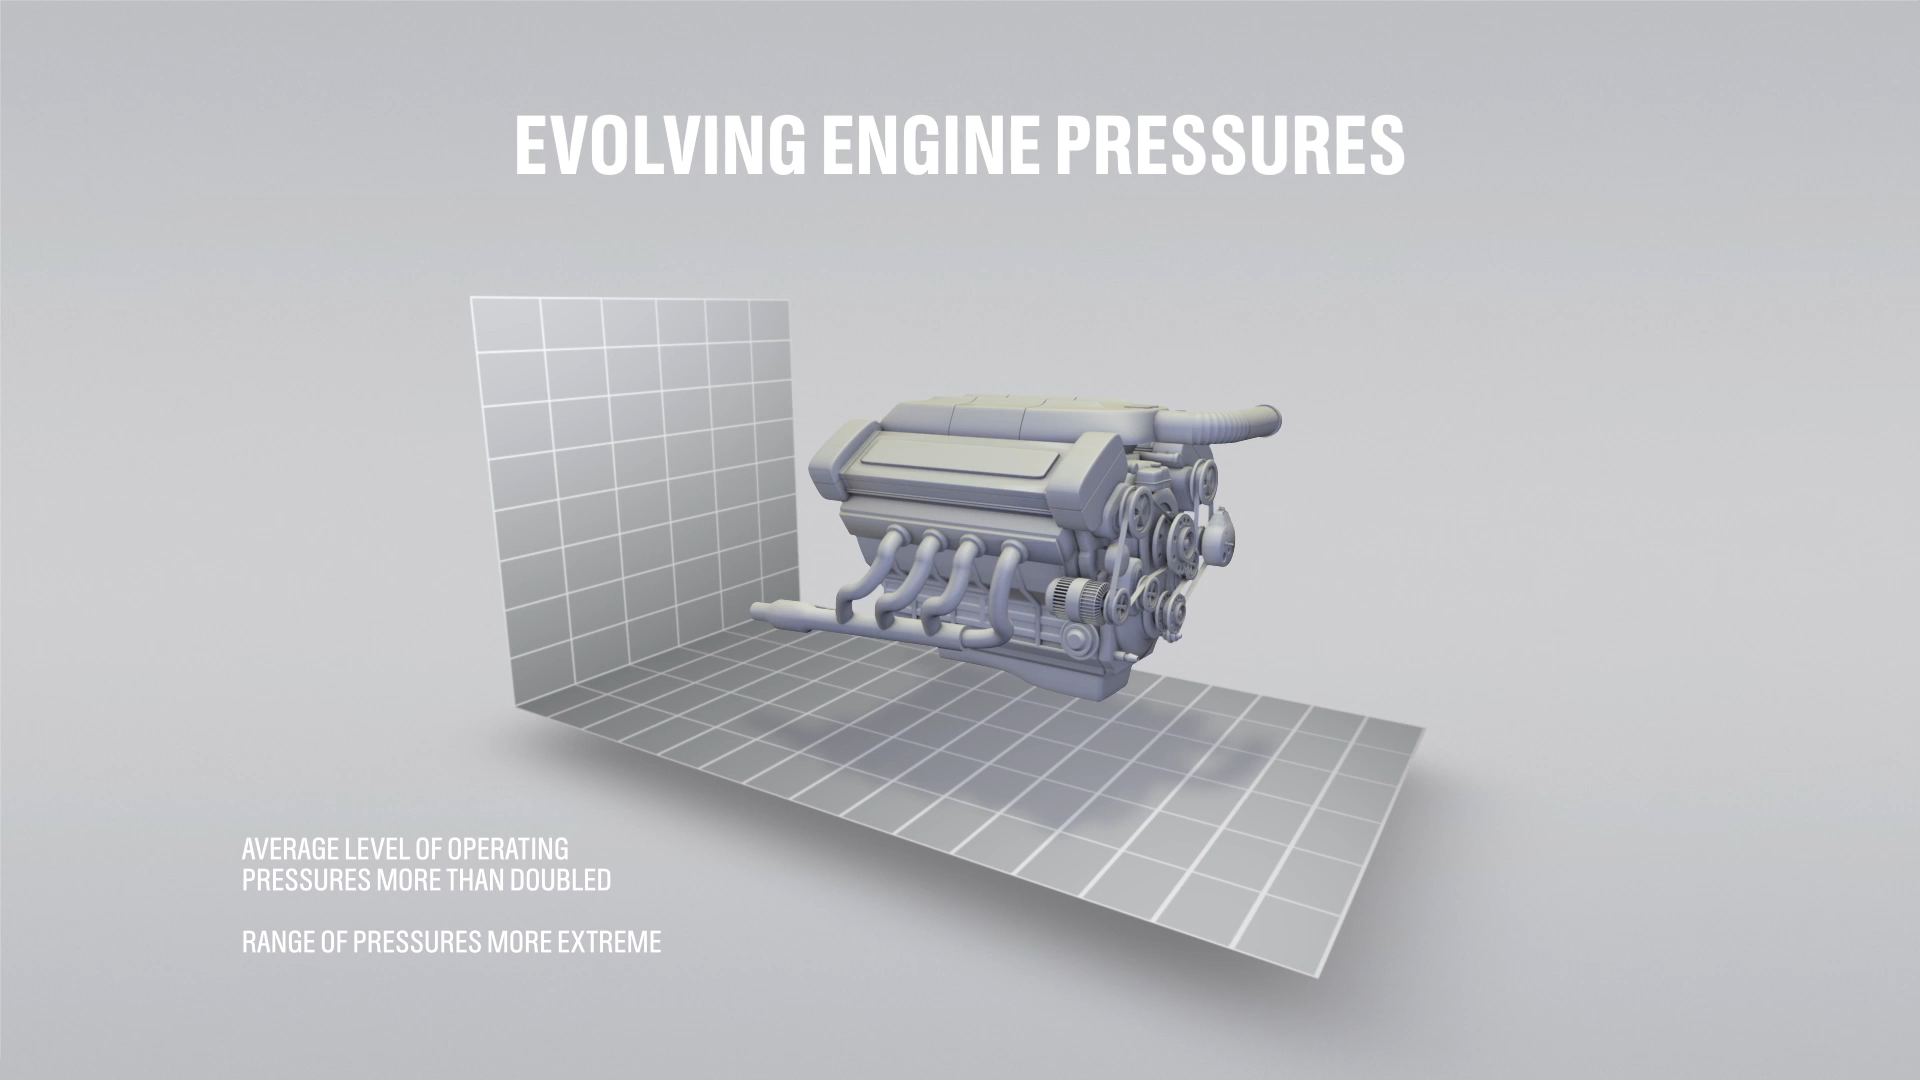 EVOLVING ENGINE PRESSURES
AVERAGE LEVEL OF OPERATING
PRESSURES MORE THAN DOUBLED
RANGE OF PRESSURES MORE EXTREME